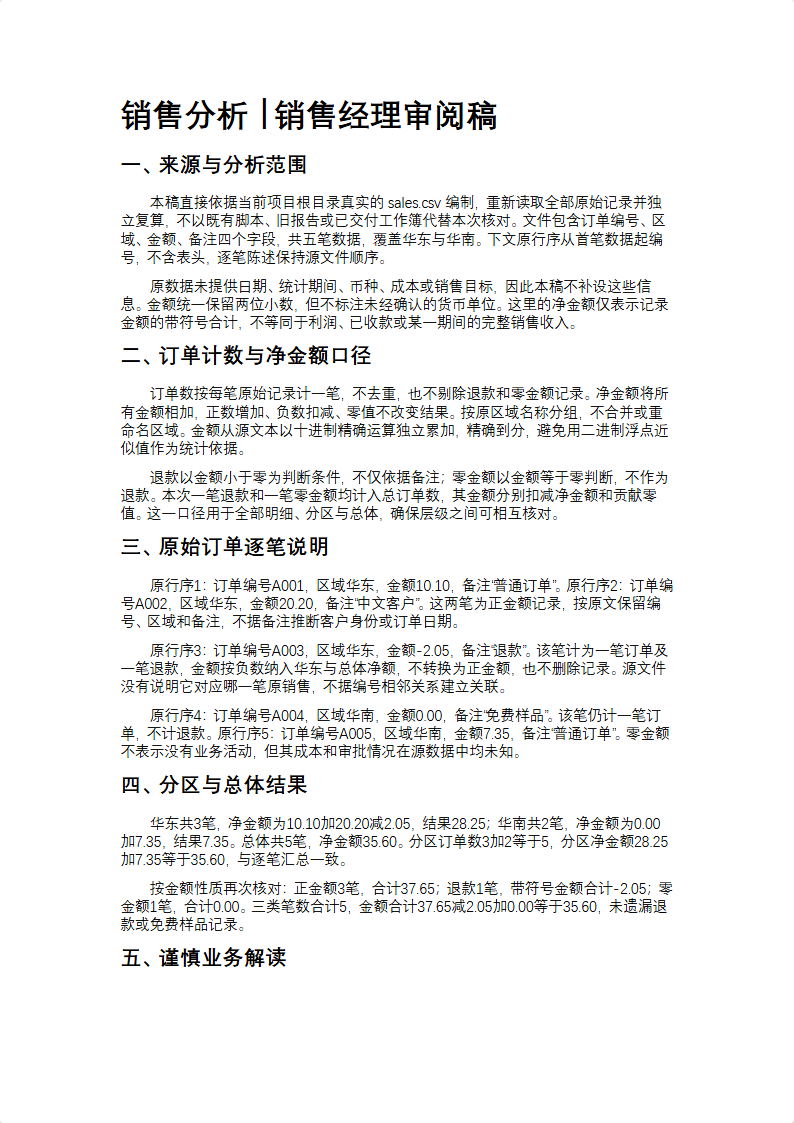 销售分析 | 销售经理审阅稿
一、来源与分析范围
本稿直接依据当前项目根目录真实的 sales.csv 编制，重新读取全部原始记录并独
立复算，不以既有脚本、旧报告或已交付工作簿代替本次核对。文件包含订单编号、区
域、金额、备注四个字段，共五笔数据，覆盖华东与华南。下文原行序从首笔数据起编
号，不含表头，逐笔陈述保持源文件顺序。
原数据未提供日期、统计期间、币种、成本或销售目标，因此本稿不补设这些信
息。金额统一保留两位小数，但不标注未经确认的货币单位。这里的净金额仅表示记录
金额的带符号合计，不等同于利润、已收款或某一期间的完整销售收入。
二、订单计数与净金额口径
订单数按每笔原始记录计一笔，不去重，也不剔除退款和零金额记录。净金额将所
有金额相加，正数增加、负数扣减、零值不改变结果。按原区域名称分组，不合并或重
命名区域。金额从源文本以十进制精确运算独立累加，精确到分，避免用二进制浮点近
似值作为统计依据。
退款以金额小于零为判断条件，不仅依据备注；零金额以金额等于零判断，不作为
退款。本次一笔退款和一笔零金额均计入总订单数，其金额分别扣减净金额和贡献零
值。这一口径用于全部明细、分区与总体，确保层级之间可相互核对。
三、原始订单逐笔说明
原行序1：订单编号A001，区域华东，金额10.10，备注“普通订单”。原行序2：订单编
号A002，区域华东，金额20.20，备注“中文客户”。这两笔为正金额记录，按原文保留编
号、区域和备注，不据备注推断客户身份或订单日期。
原行序3：订单编号A003，区域华东，金额-2.05，备注“退款”。该笔计为一笔订单及
一笔退款，金额按负数纳入华东与总体净额，不转换为正金额，也不删除记录。源文件
没有说明它对应哪一笔原销售，不据编号相邻关系建立关联。
原行序4：订单编号A004，区域华南，金额0.00，备注“免费样品”。该笔仍计一笔订
单，不计退款。原行序5：订单编号A005，区域华南，金额7.35，备注“普通订单”。零金额
不表示没有业务活动，但其成本和审批情况在源数据中均未知。
四、分区与总体结果
华东共3笔，净金额为10.10加20.20减2.05，结果28.25；华南共2笔，净金额为0.00
加7.35，结果7.35。总体共5笔，净金额35.60。分区订单数3加2等于5，分区净金额28.25
加7.35等于35.60，与逐笔汇总一致。
按金额性质再次核对：正金额3笔，合计37.65；退款1笔，带符号金额合计-2.05；零
金额1笔，合计0.00。三类笔数合计5，金额合计37.65减2.05加0.00等于35.60，未遗漏退
款或免费样品记录。
五、谨慎业务解读